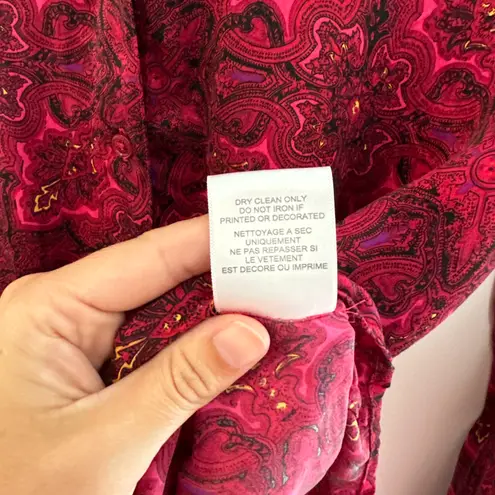 DRY CLEAN ONLY
DO NOT IRON IF
PRINTED OR DECORATED
NETTOYAGE A SEC
UNIQUEMENT
NE PAS REPASSER SI
LE VETEMENT
EST DECORE OU IMPRIME